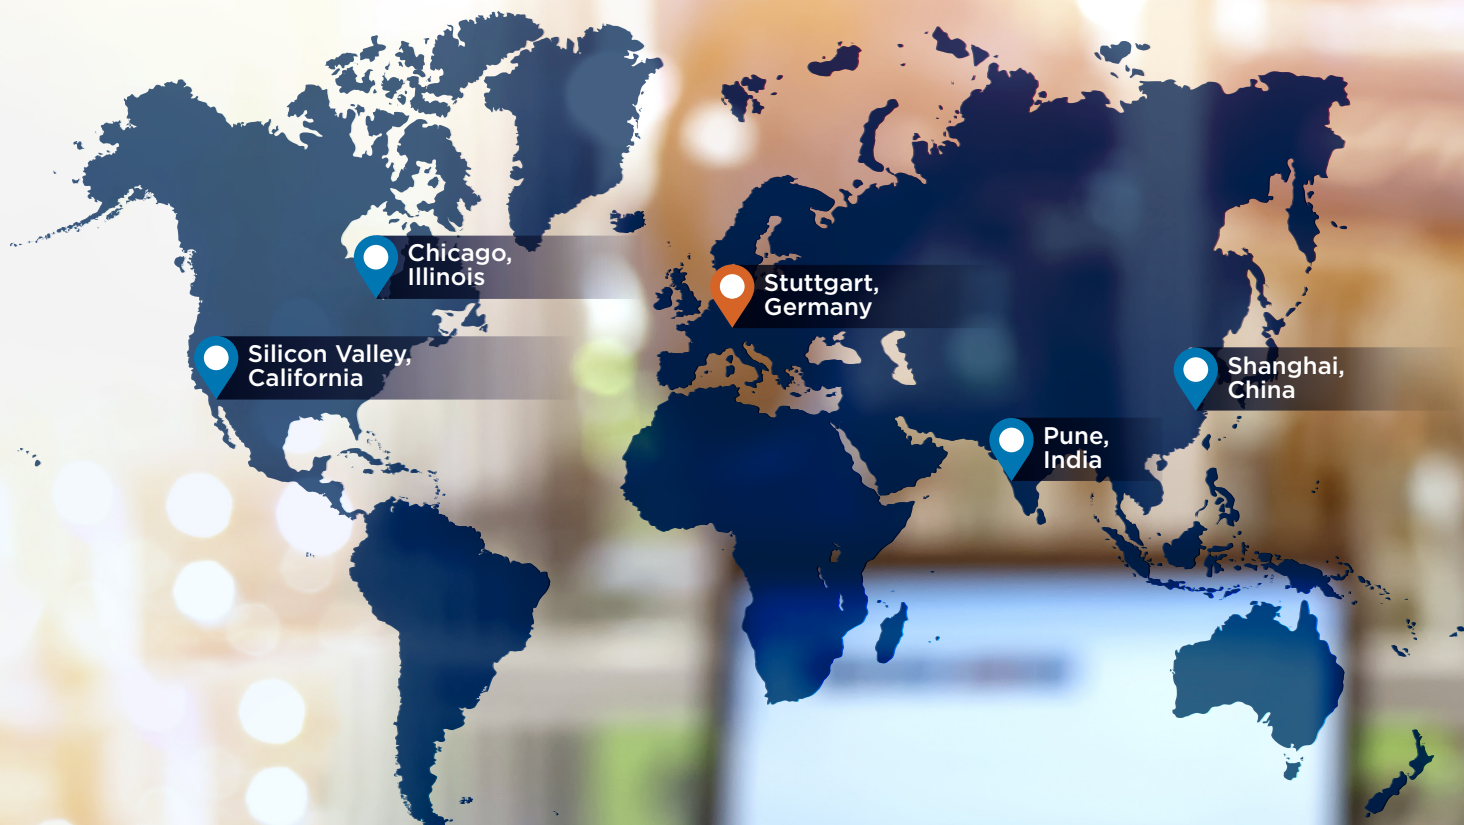 Chicago,
Illinois
Stuttgart,
Germany
Silicon Valley,
California
Shanghai,
China
Pune,
India